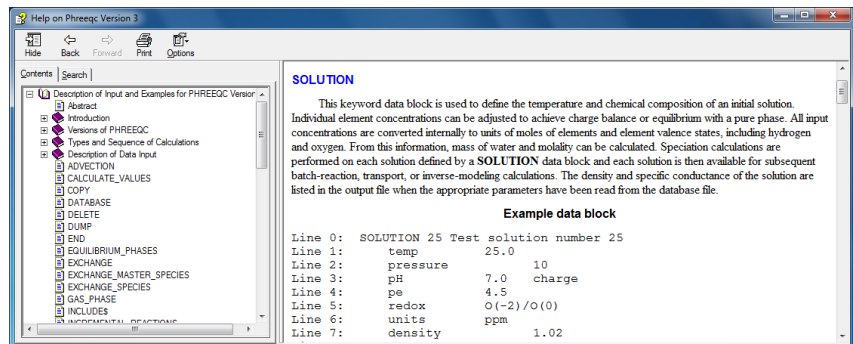 Help on Phreeqc Version 3
Hide Back Forward Print Options
Contents Search
Description of Input and Examples for PHREEQC Version
Abstract
Introduction
Versions of PHREEQC
Types and Sequence of Calculations
Description of Data Input
ADVECTION
CALCULATE_VALUES
COPY
DATABASE
DELETE
DUMP
END
EQUILIBRIUM_PHASES
EXCHANGE
EXCHANGE_MASTER_SPECIES
EXCHANGE_SPECIES
GAS_PHASE
INCLUDE$
INCREMENTAL_REACTIONS
SOLUTION
This keyword data block is used to define the temperature and chemical composition of an initial solution.
Individual element concentrations can be adjusted to achieve charge balance or equilibrium with a pure phase. All input
concentrations are converted internally to units of moles of elements and element valence states, including hydrogen
and oxygen. From this information, mass of water and molality can be calculated. Speciation calculations are
performed on each solution defined by a SOLUTION data block and each solution is then available for subsequent
batch-reaction, transport, or inverse-modeling calculations. The density and specific conductance of the solution are
listed in the output file when the appropriate parameters have been read from the database file.
Example data block
Line 0: SOLUTION 25 Test solution number 25
Line 1: temp 25.0
Line 2: pressure 10
Line 3: pH 7.0 charge
Line 4: pe 4.5
Line 5: redox O(-2)/O(0)
Line 6: units ppm
Line 7: density 1.02